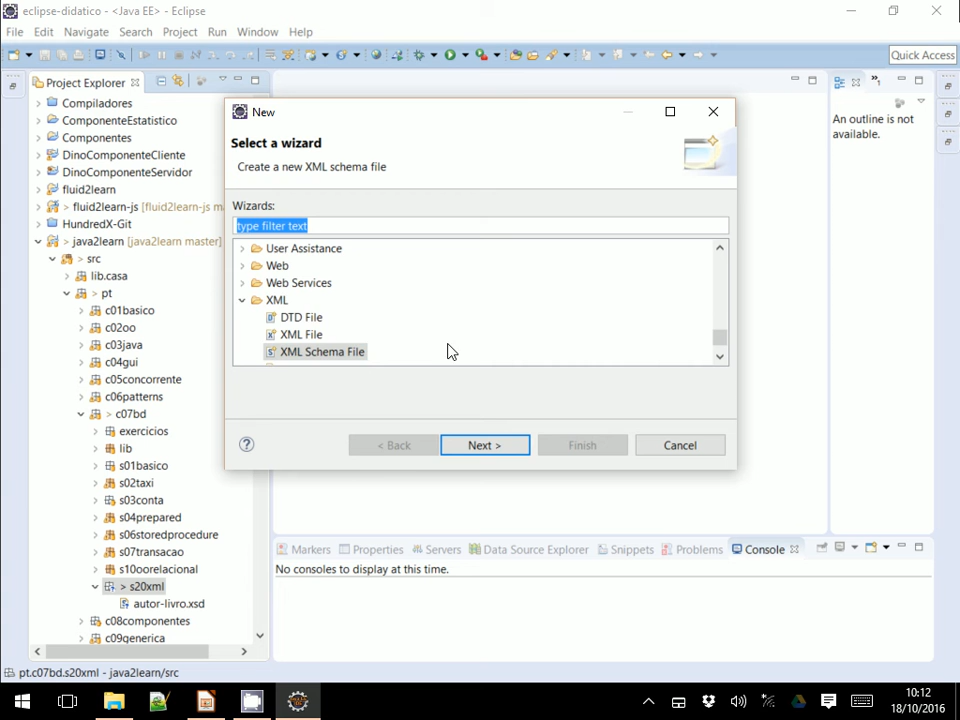 eclipse-didatico - <Java EE> - Eclipse
File Edit Navigate Search Project Run Window Help
Quick Access
Project Explorer
Compiladores
ComponenteEstatistico
Componentes
DinoComponenteCliente
DinoComponenteServidor
fluid2learn
> fluid2learn-js [fluid2learn-js m
HundredX-Git
> java2learn [java2learn master]
> src
lib.casa
> pt
c01basico
c02oo
c03java
c04gui
c05concorrente
c06patterns
> c07bd
exercicios
lib
s01basico
s02taxi
s03conta
s04prepared
s06storedprocedure
s07transacao
s10oorelacional
> s20xml
autor-livro.xsd
c08componentes
c09generica
New
Select a wizard
Create a new XML schema file
Wizards:
type filter text
User Assistance
Web
Web Services
XML
DTD File
XML File
XML Schema File
< Back Next > Finish Cancel
An outline is not
available.
Markers Properties Servers Data Source Explorer Snippets Problems Console
No consoles to display at this time.
pt.c07bd.s20xml - java2learn/src
10:12
18/10/2016